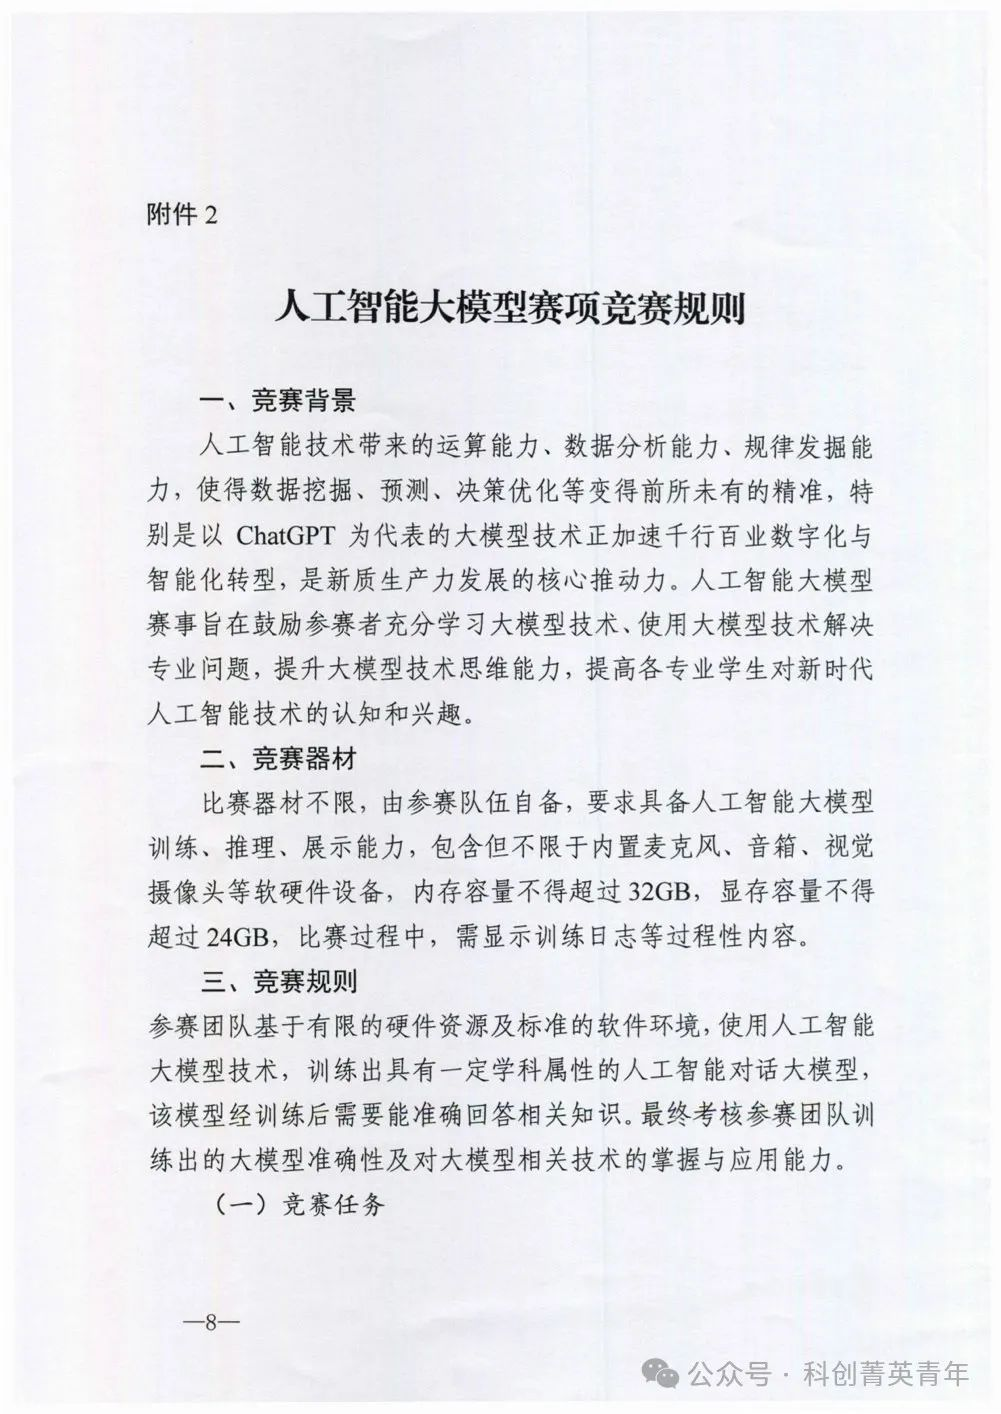 附件 2
人工智能大模型赛项竞赛规则
一、竞赛背景
人工智能技术带来的运算能力、数据分析能力、规律发掘能
力，使得数据挖掘、预测、决策优化等变得前所未有的精准，特
别是以 ChatGPT 为代表的大模型技术正加速千行百业数字化与
智能化转型，是新质生产力发展的核心推动力。人工智能大模型
赛事旨在鼓励参赛者充分学习大模型技术、使用大模型技术解决
专业问题，提升大模型技术思维能力，提高各专业学生对新时代
人工智能技术的认知和兴趣。
二、竞赛器材
比赛器材不限，由参赛队伍自备，要求具备人工智能大模型
训练、推理、展示能力，包含但不限于内置麦克风、音箱、视觉
摄像头等软硬件设备，内存容量不得超过 32GB，显存容量不得
超过 24GB，比赛过程中，需显示训练日志等过程性内容。
三、竞赛规则
参赛团队基于有限的硬件资源及标准的软件环境，使用人工智能
大模型技术，训练出具有一定学科属性的人工智能对话大模型，
该模型经训练后需要能准确回答相关知识。最终考核参赛团队训
练出的大模型准确性及对大模型相关技术的掌握与应用能力。
（一）竞赛任务
—8—
公众号 · 科创菁英青年